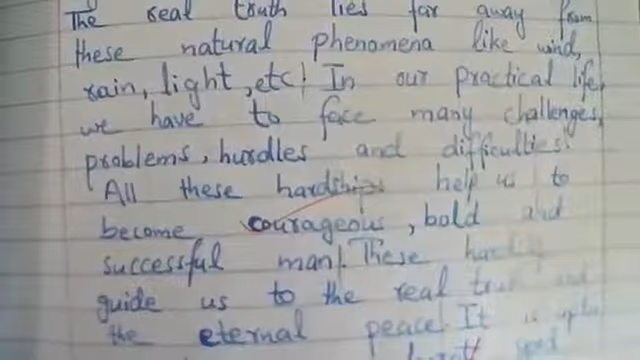 The real truth lies far away from
these natural phenomena like wind,
rain, light, etc! In our practical life,
we have to face many challenges,
problems, hurdles and difficulties!
All these hardships help us to
become courageous, bold and
successful man! These
guide us to the real
the eternal peace! It is